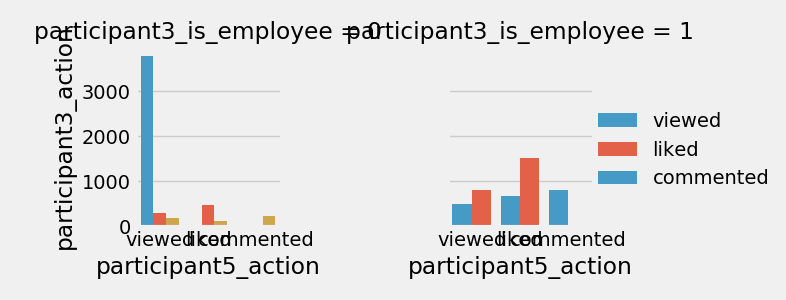 participant3_is_employee = 0
participant3_is_employee = 1
participant3_action
3000
2000
1000
0
viewed
liked
commented
viewed
liked
commented
participant5_action
participant5_action
viewed
liked
commented